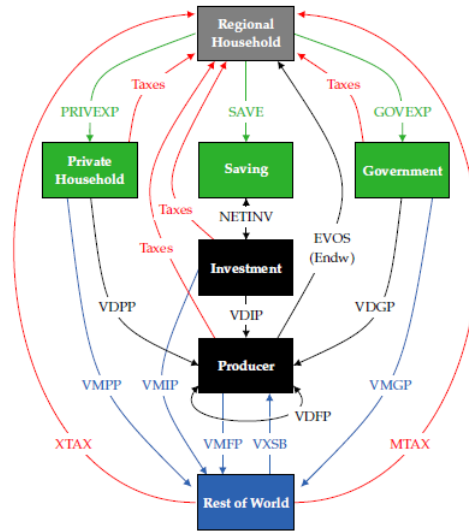 Regional
Household
Taxes
Taxes
PRIVEXP
SAVE
GOVEXP
Private
Household
Saving
Government
NETINV
Taxes
Taxes
EVOS
(Endw)
Investment
VDPP
VDIP
VDGP
Producer
VMPP
VMIP
VMGP
VDFP
XTAX
VMFP
VXSB
MTAX
Rest of World